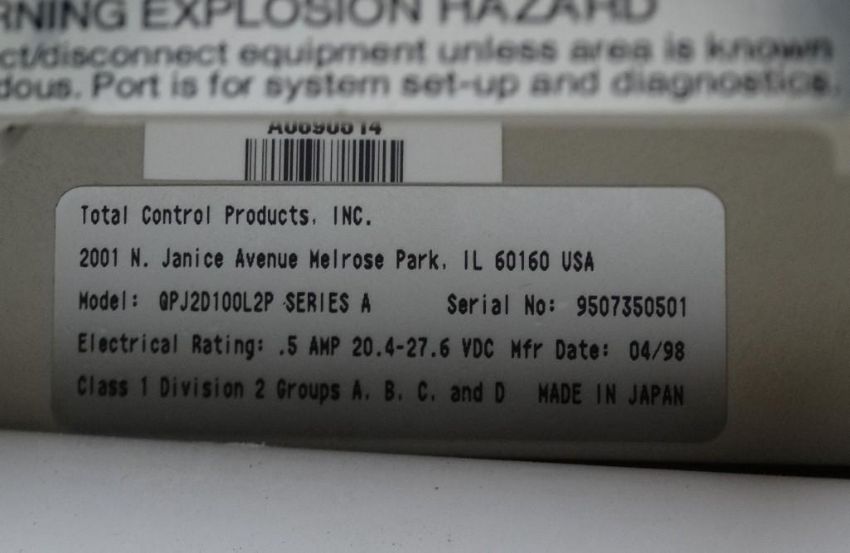 RNING EXPLOSION HAZARD
ct/disconnect equipment unless area is known
dous. Port is for system set-up and diagnostics.
A0690614
Total Control Products, INC.
2001 N. Janice Avenue Melrose Park, IL 60160 USA
Model: QPJ2D100L2P SERIES A Serial No: 9507350501
Electrical Rating: .5 AMP 20.4-27.6 VDC Mfr Date: 04/98
Class 1 Division 2 Groups A, B, C, and D MADE IN JAPAN